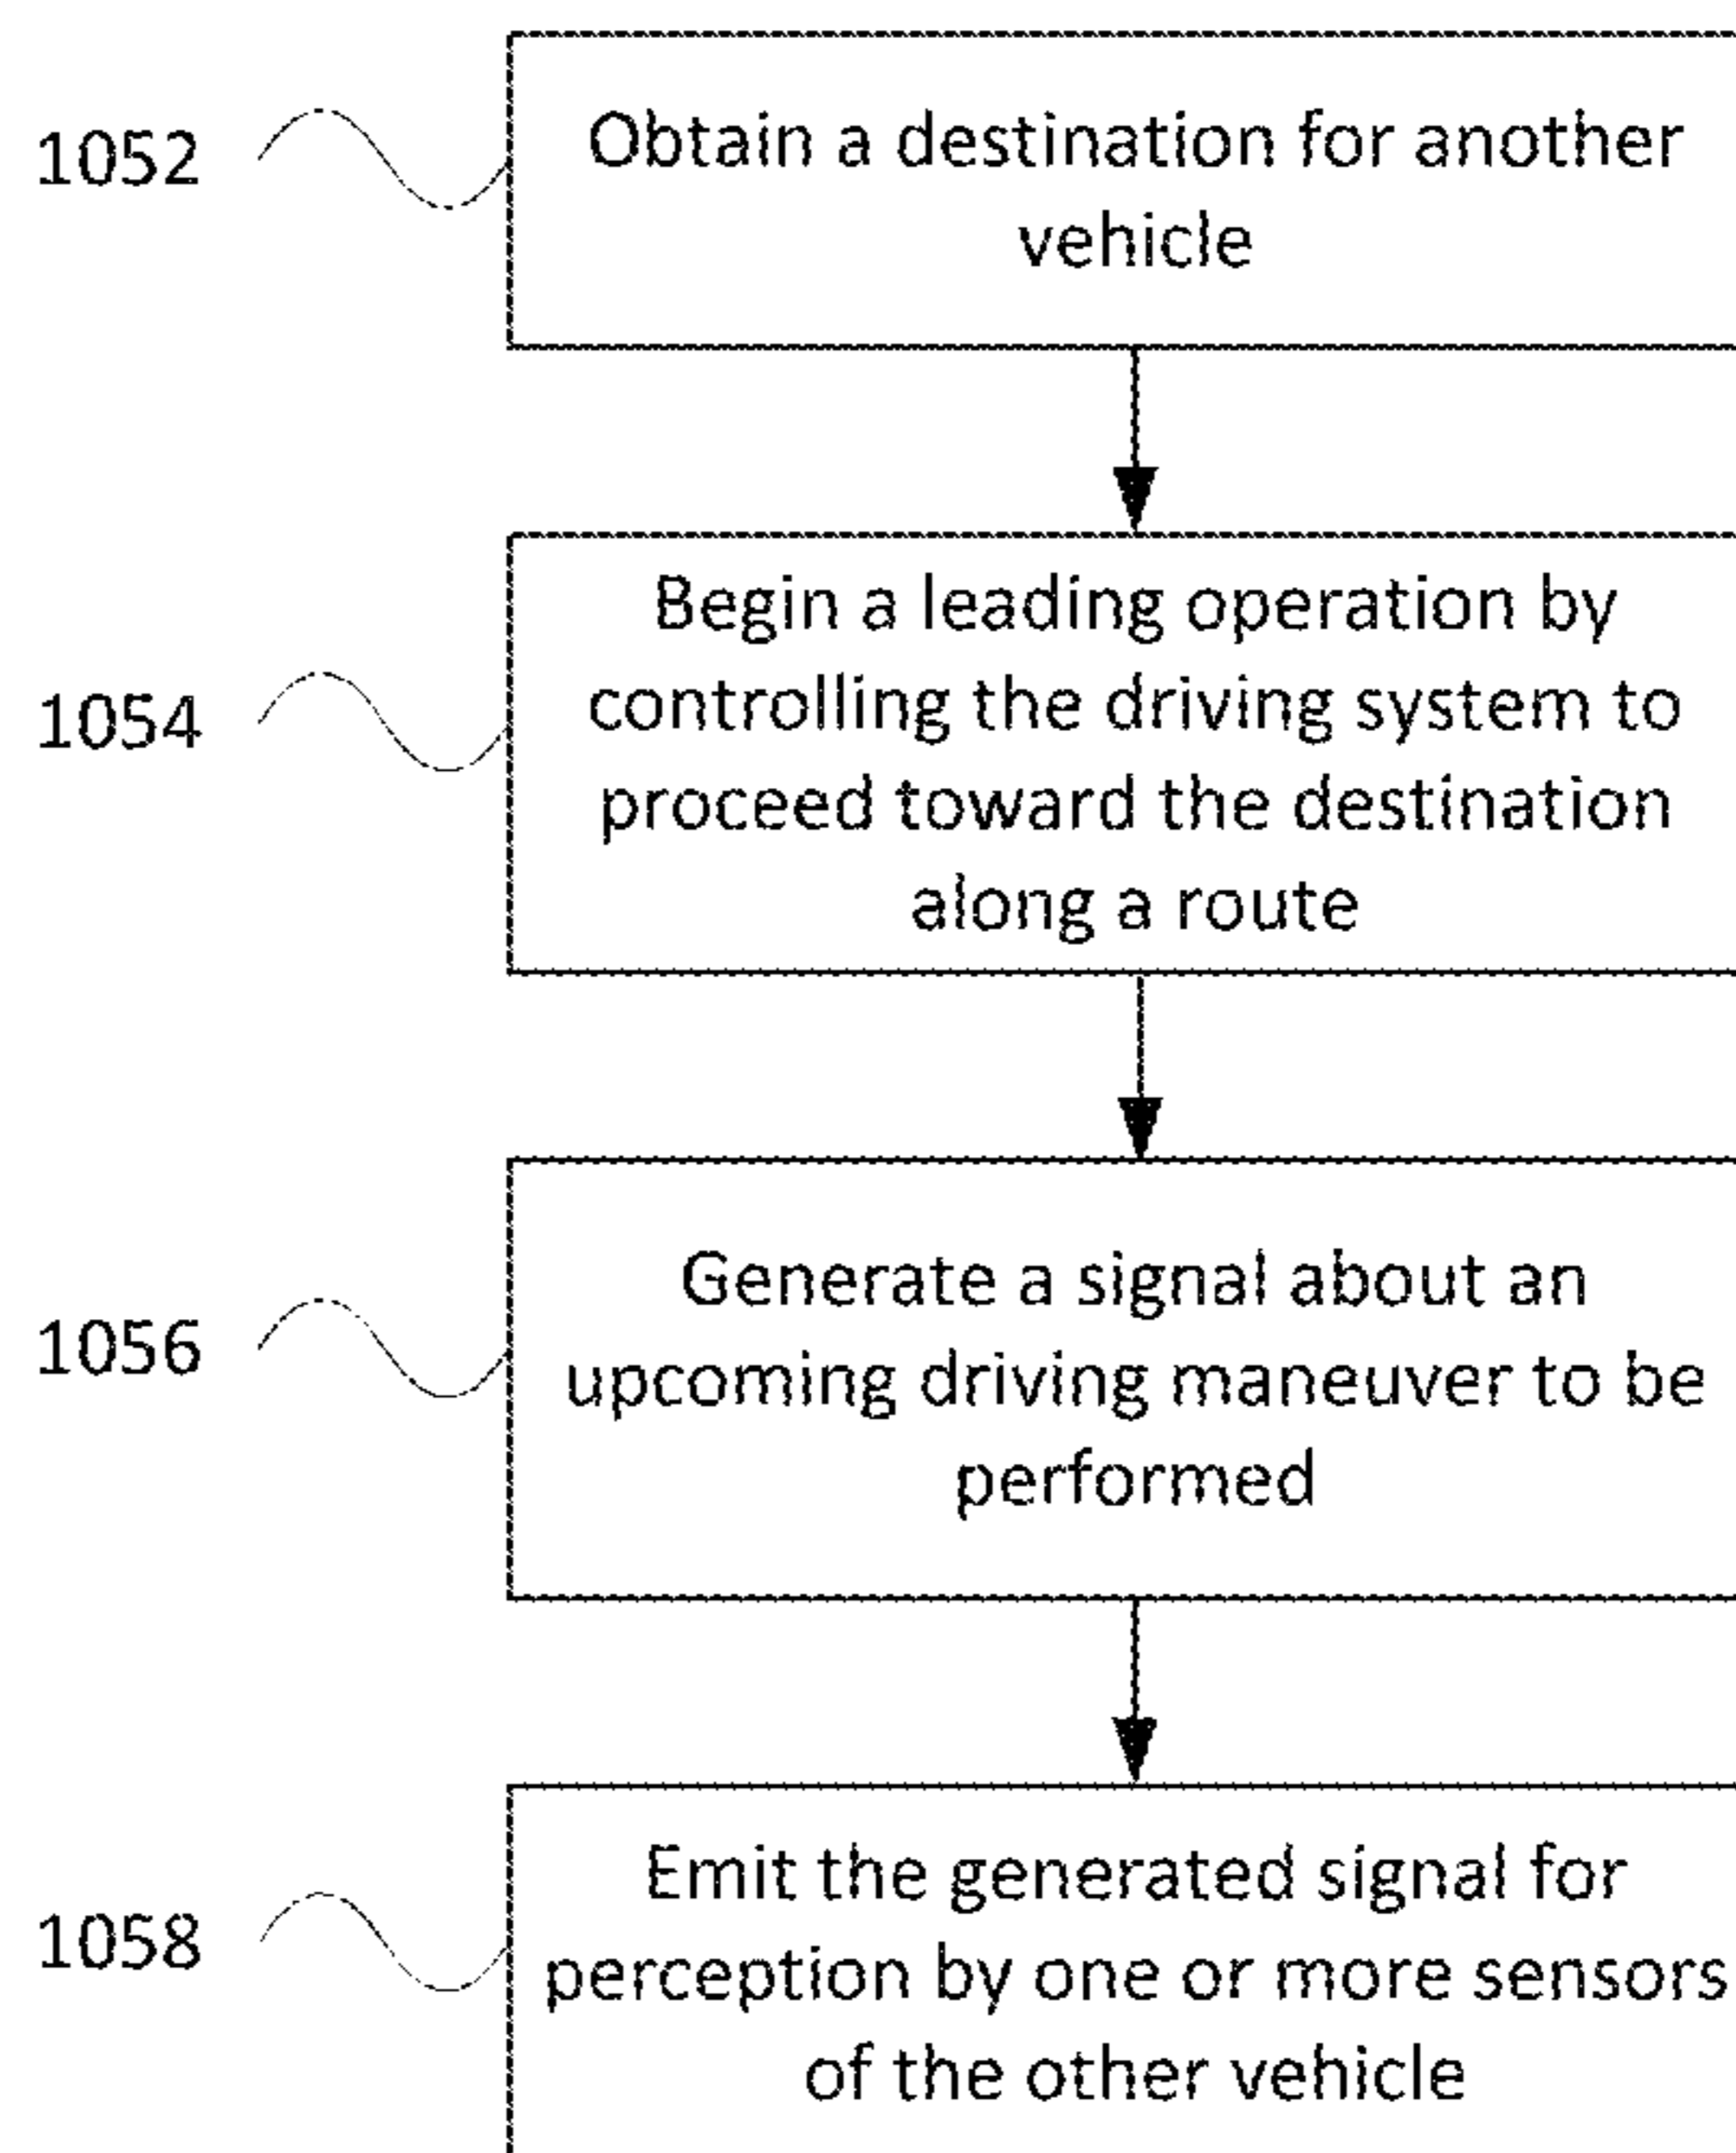 1052
Obtain a destination for another
vehicle
1054
Begin a leading operation by
controlling the driving system to
proceed toward the destination
along a route
1056
Generate a signal about an
upcoming driving maneuver to be
performed
1058
Emit the generated signal for
perception by one or more sensors
of the other vehicle